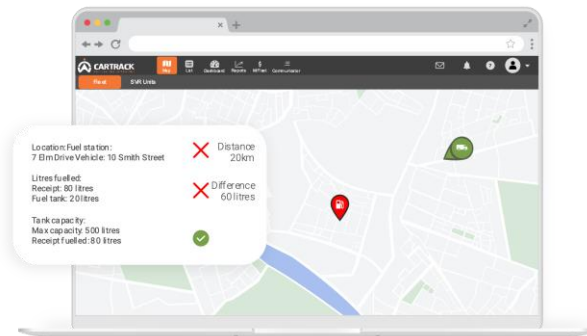 CARTRACK
Map
List
Dashboard
Reports
MiFleet
Communicator
Fleet
SVR Units
Location: Fuel station:
7 Elm Drive Vehicle: 10 Smith Street
Distance
20km
Litres fuelled:
Receipt: 80 litres
Fuel tank: 20 litres
Difference
60 litres
Tank capacity:
Max capacity: 500 litres
Receipt fuelled: 80 litres